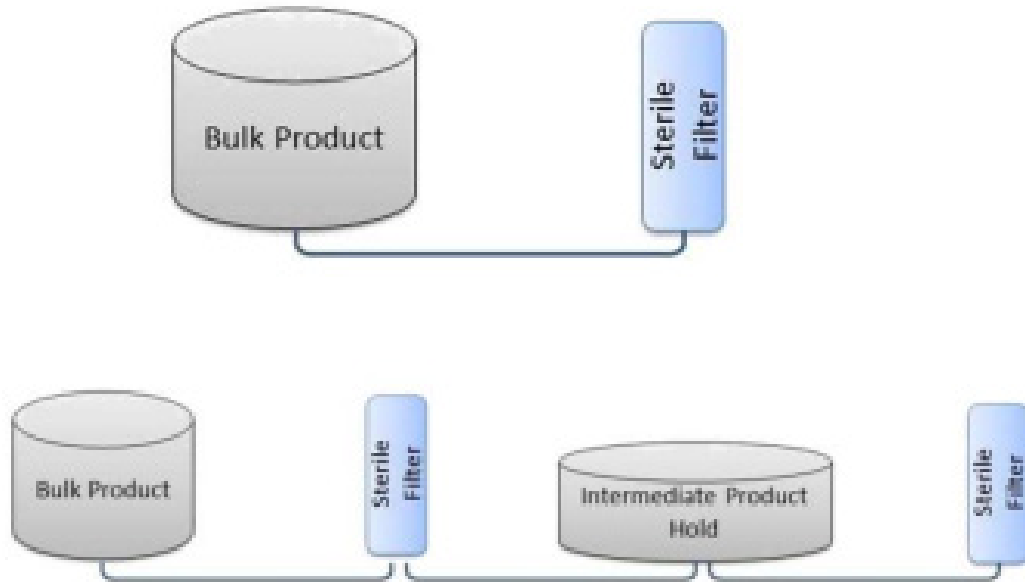 Bulk Product
Sterile
Filter
Bulk Product
Sterile
Filter
Intermediate Product
Hold
Sterile
Filter